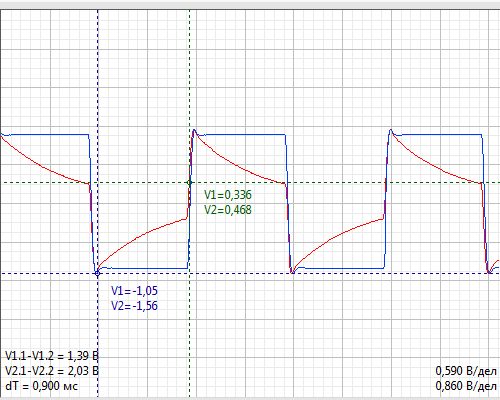 V1=0,336
V2=0,468
V1=-1,05
V2=-1,56
V1.1-V1.2 = 1,39 В
V2.1-V2.2 = 2,03 В
dT = 0,900 мс
0,590 В/дел
0,860 В/дел